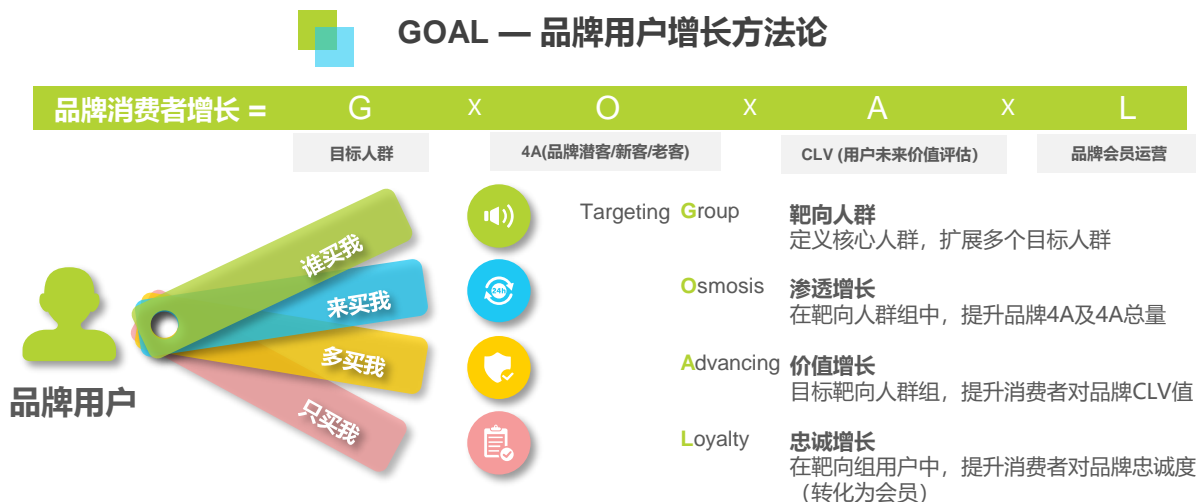 GOAL — 品牌用户增长方法论
品牌消费者增长 = G x O x A x L
目标人群
4A(品牌潜客/新客/老客)
CLV (用户未来价值评估)
品牌会员运营
谁买我
来买我
多买我
只买我
品牌用户
24h
Targeting Group
靶向人群
定义核心人群，扩展多个目标人群
Osmosis
渗透增长
在靶向人群组中，提升品牌4A及4A总量
Advancing
价值增长
目标靶向人群组，提升消费者对品牌CLV值
Loyalty
忠诚增长
在靶向组用户中，提升消费者对品牌忠诚度
（转化为会员）